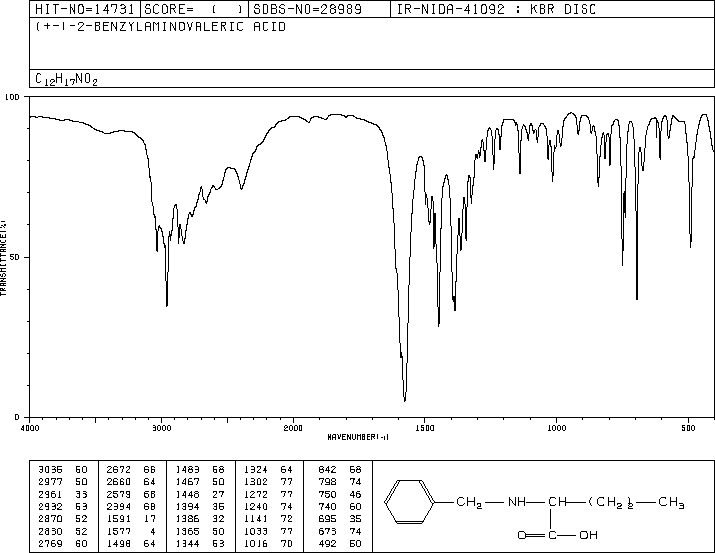 HIT-NO=14731 SCORE= ( ) SDBS-NO=28989 IR-NIDA-41092 : KBR DISC
(+-)-2-BENZYLAMINOVALERIC ACID
C12H17NO2
100
50
0
TRANSMITTANCE(%)
4000 3000 2000 1500 1000 500
WAVENUMBER(-1)
3036 60 2672 66 1483 58 1324 64 842 68
2977 50 2660 64 1467 50 1302 77 798 74
2961 33 2579 68 1448 27 1272 77 750 46
2932 53 2394 68 1394 35 1240 74 740 60
2870 52 1591 17 1386 32 1141 72 695 35
2830 52 1577 4 1365 50 1033 77 673 74
2769 60 1498 64 1344 53 1016 70 492 50
CH2 NH CH (CH2)2 CH3
O C OH